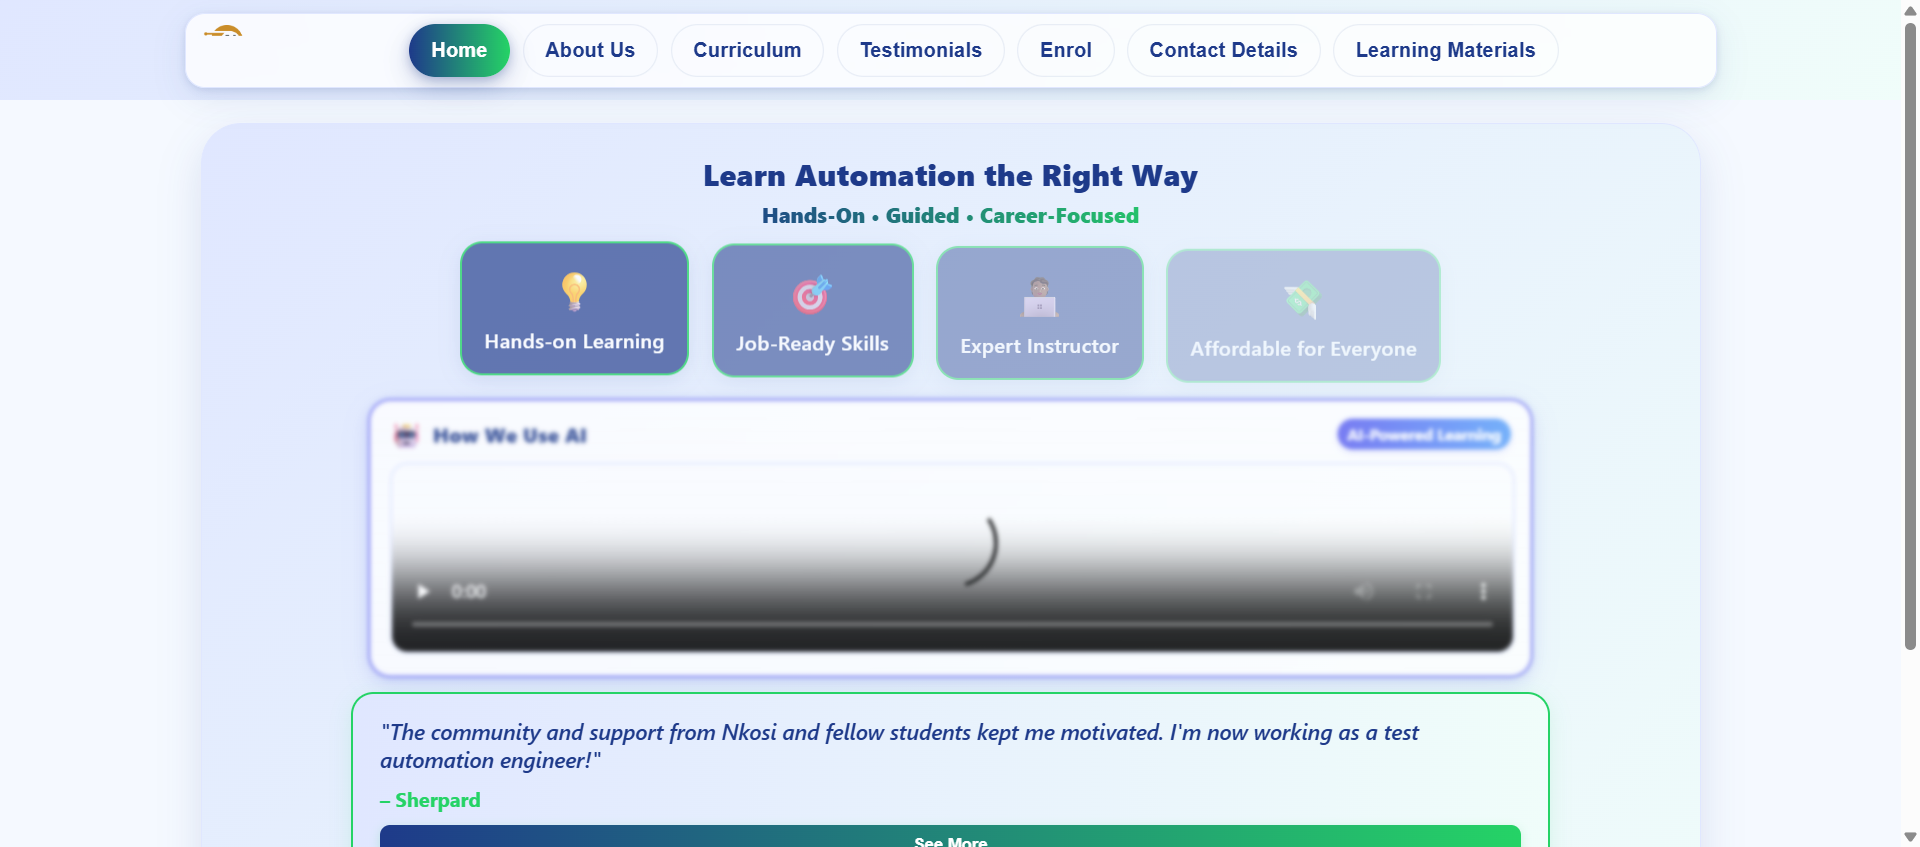 Home
About Us
Curriculum
Testimonials
Enrol
Contact Details
Learning Materials
Learn Automation the Right Way
Hands-On • Guided • Career-Focused
Hands-on Learning
Job-Ready Skills
Expert Instructor
Affordable for Everyone
How We Use AI
AI-Powered Learning
0:00
"The community and support from Nkosi and fellow students kept me motivated. I'm now working as a test
automation engineer!"
– Sherpard
See More